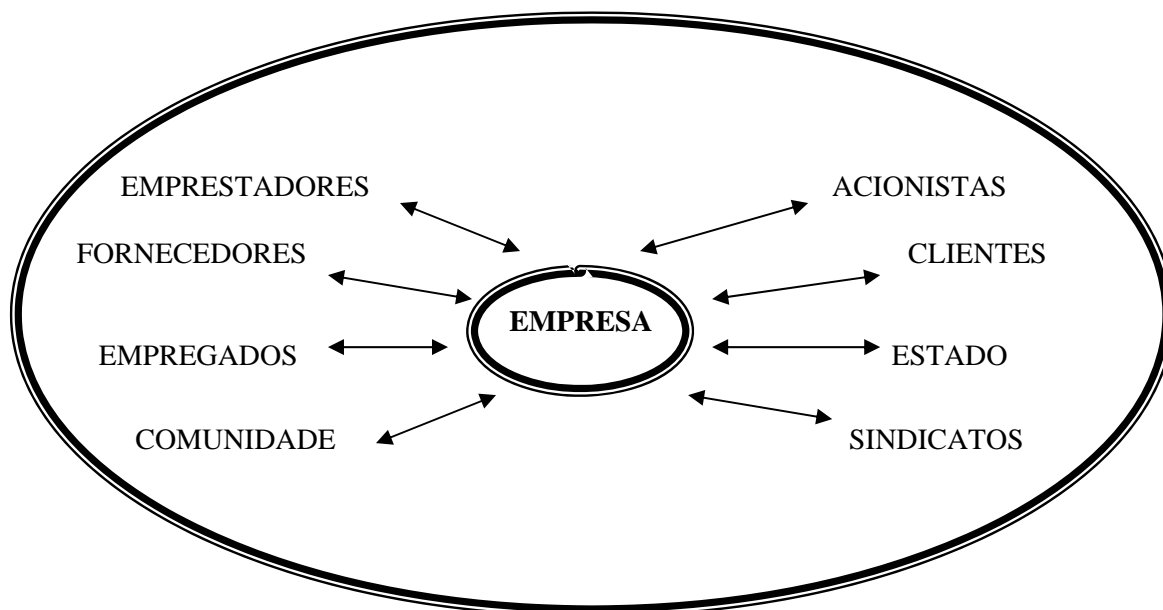 EMPRESTADORES
ACIONISTAS
FORNECEDORES
CLIENTES
EMPRESA
EMPREGADOS
ESTADO
COMUNIDADE
SINDICATOS